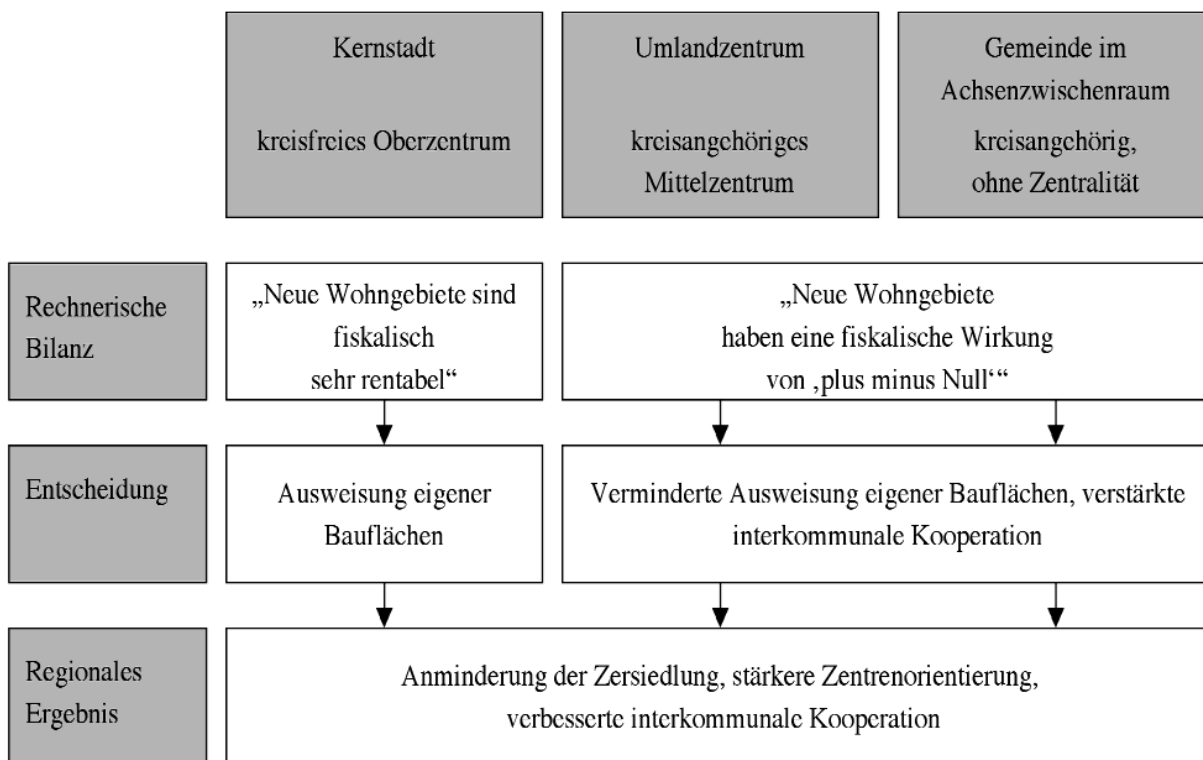 Kernstadt
kreisfreies Oberzentrum
Umlandzentrum
kreisangehöriges
Mittelzentrum
Gemeinde im
Achsenzwischenraum
kreisangehörig,
ohne Zentralität
Rechnerische
Bilanz
„Neue Wohngebiete sind
fiskalisch
sehr rentabel“
„Neue Wohngebiete
haben eine fiskalische Wirkung
von ‚plus minus Null‘“
Entscheidung
Ausweisung eigener
Bauflächen
Verminderte Ausweisung eigener Bauflächen, verstärkte
interkommunale Kooperation
Regionales
Ergebnis
Anminderung der Zersiedlung, stärkere Zentrenorientierung,
verbesserte interkommunale Kooperation